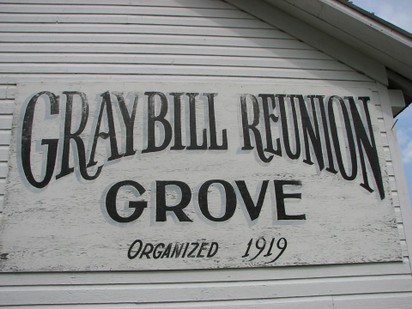 GRAYBILL REUNION
GROVE
ORGANIZED 1919